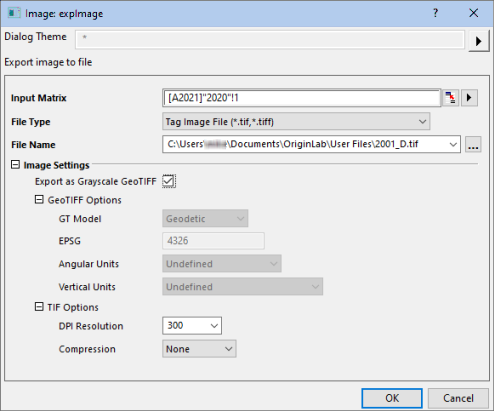 Image: expImage
Dialog Theme *
Export image to file
Input Matrix [A2021]"2020"!1
File Type Tag Image File (*.tif,*.tiff)
File Name C:\Users\ \Documents\OriginLab\User Files\2001_D.tif ...
Image Settings
Export as Grayscale GeoTIFF
GeoTIFF Options
GT Model Geodetic
EPSG 4326
Angular Units Undefined
Vertical Units Undefined
TIF Options
DPI Resolution 300
Compression None
OK Cancel